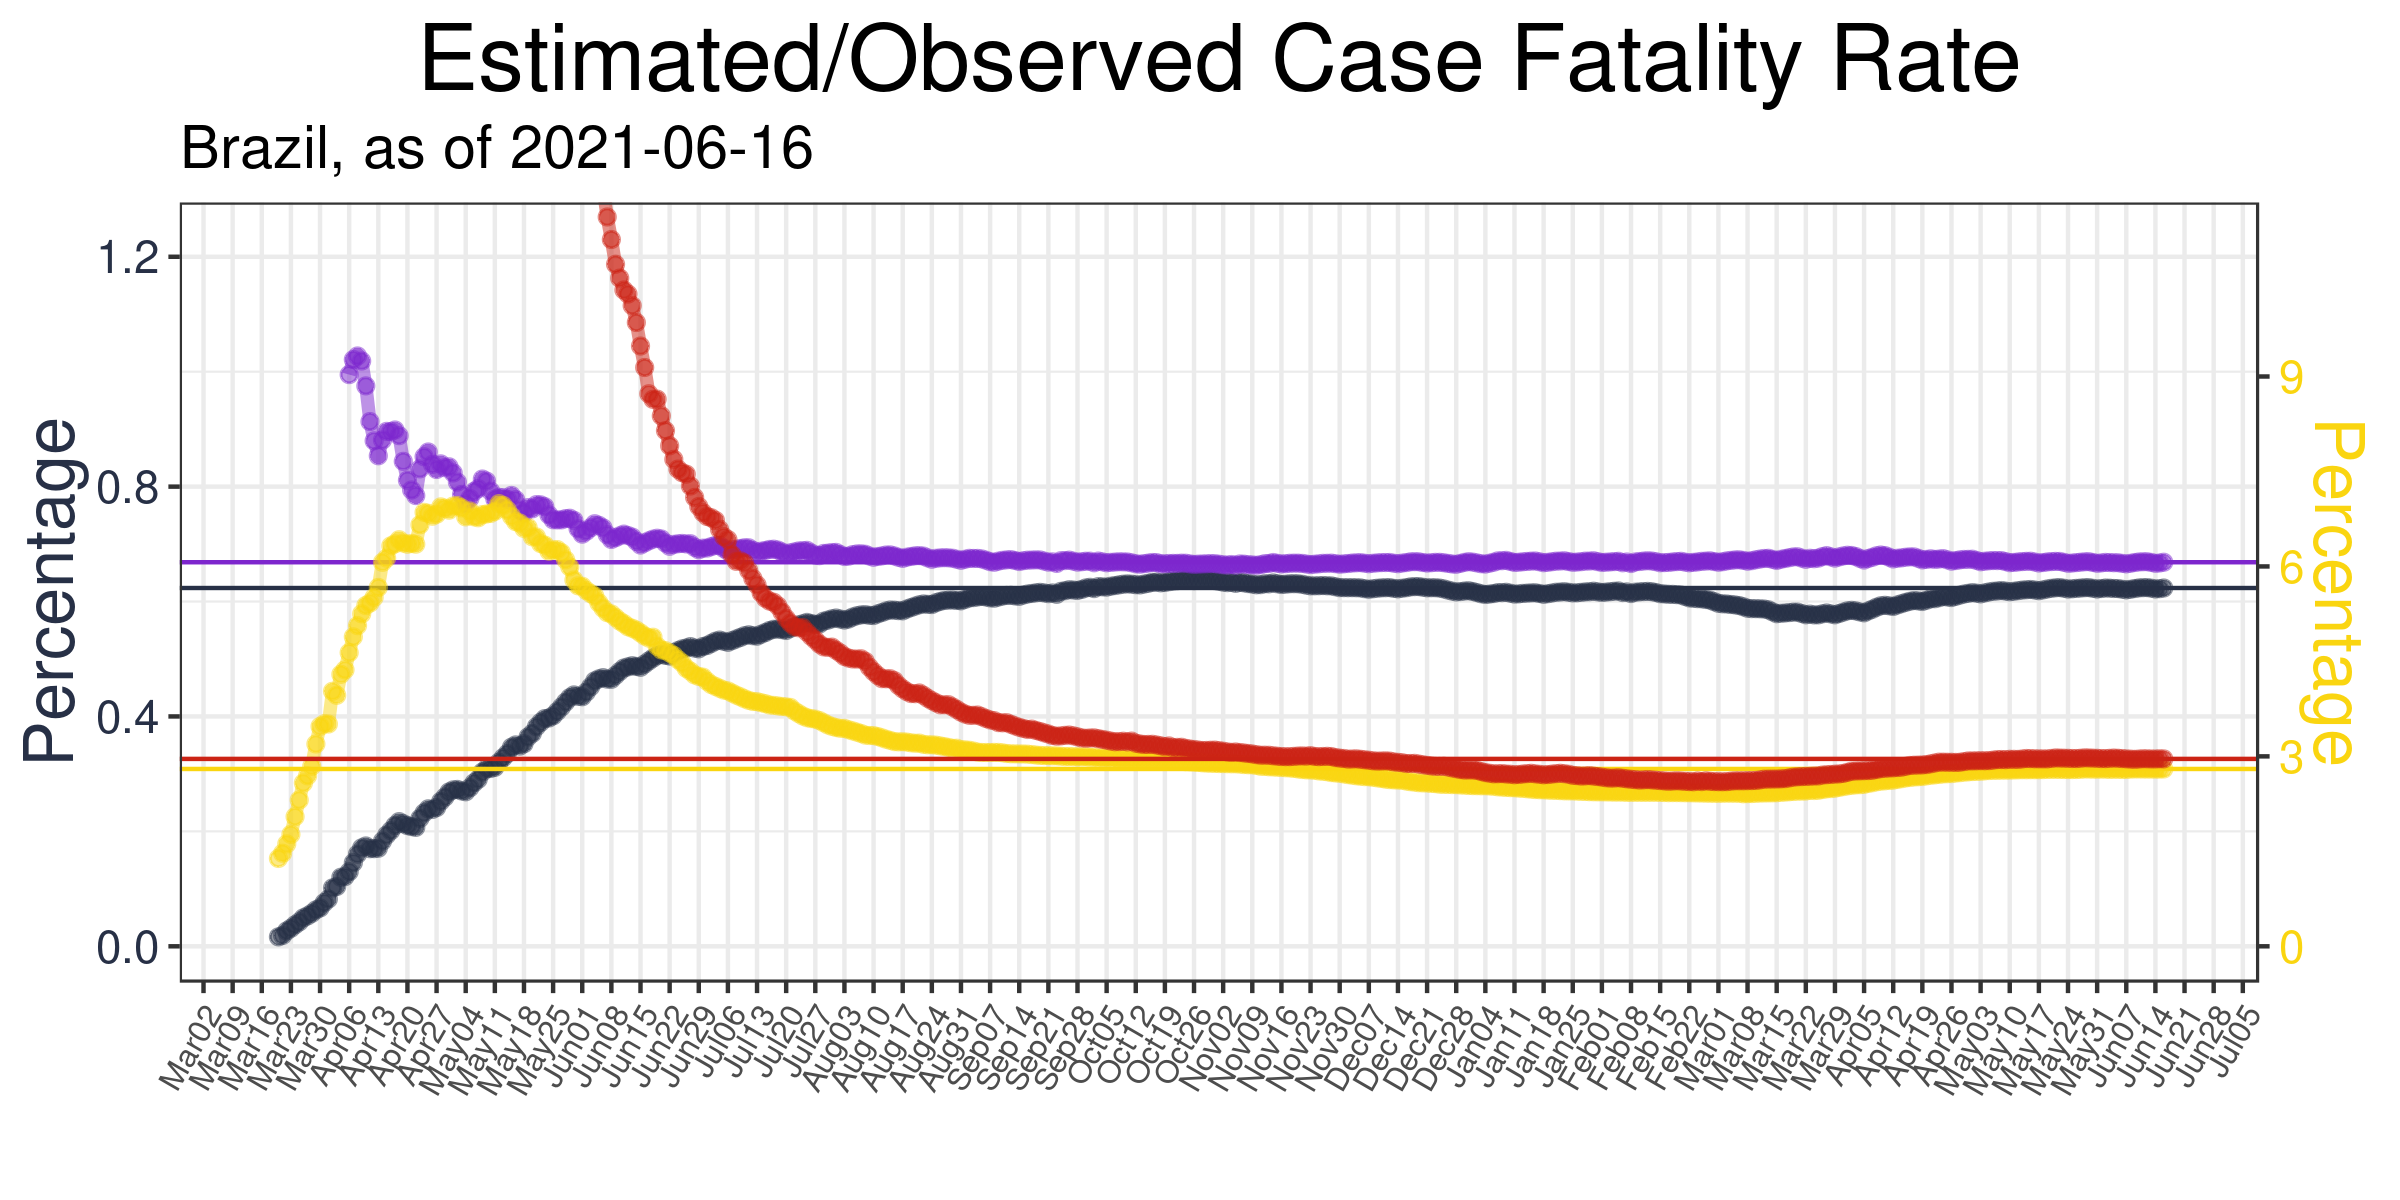 Estimated/Observed Case Fatality Rate
Brazil, as of 2021-06-16
Percentage
1.2
0.8
0.4
0.0
9
6
3
0
Percentage
Mar02
Mar09
Mar16
Mar23
Mar30
Apr06
Apr13
Apr20
Apr27
May04
May11
May18
May25
Jun01
Jun08
Jun15
Jun22
Jun29
Jul06
Jul13
Jul20
Jul27
Aug03
Aug10
Aug17
Aug24
Aug31
Sep07
Sep14
Sep21
Sep28
Oct05
Oct12
Oct19
Oct26
Nov02
Nov09
Nov16
Nov23
Nov30
Dec07
Dec14
Dec21
Dec28
Jan04
Jan11
Jan18
Jan25
Feb01
Feb08
Feb15
Feb22
Mar01
Mar08
Mar15
Mar22
Mar29
Apr05
Apr12
Apr19
Apr26
May03
May10
May17
May24
May31
Jun07
Jun14
Jun21
Jun28
Jul05